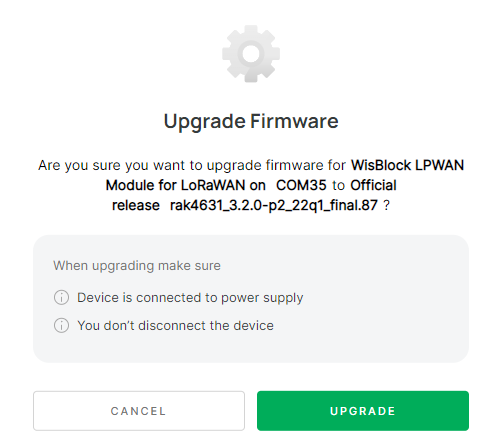 Upgrade Firmware
Are you sure you want to upgrade firmware for WisBlock LPWAN
Module for LoRaWAN on COM35 to Official
release rak4631_3.2.0-p2_22q1_final.87 ?
When upgrading make sure
Device is connected to power supply
You don’t disconnect the device
CANCEL
UPGRADE